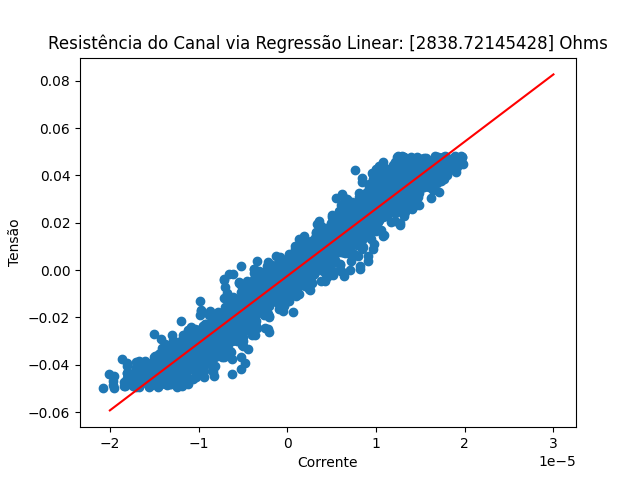 Resistência do Canal via Regressão Linear: [2838.72145428] Ohms
0.08
0.06
0.04
0.02
0.00
−0.02
−0.04
−0.06
Tensão
−2 −1 0 1 2 3
1e−5
Corrente